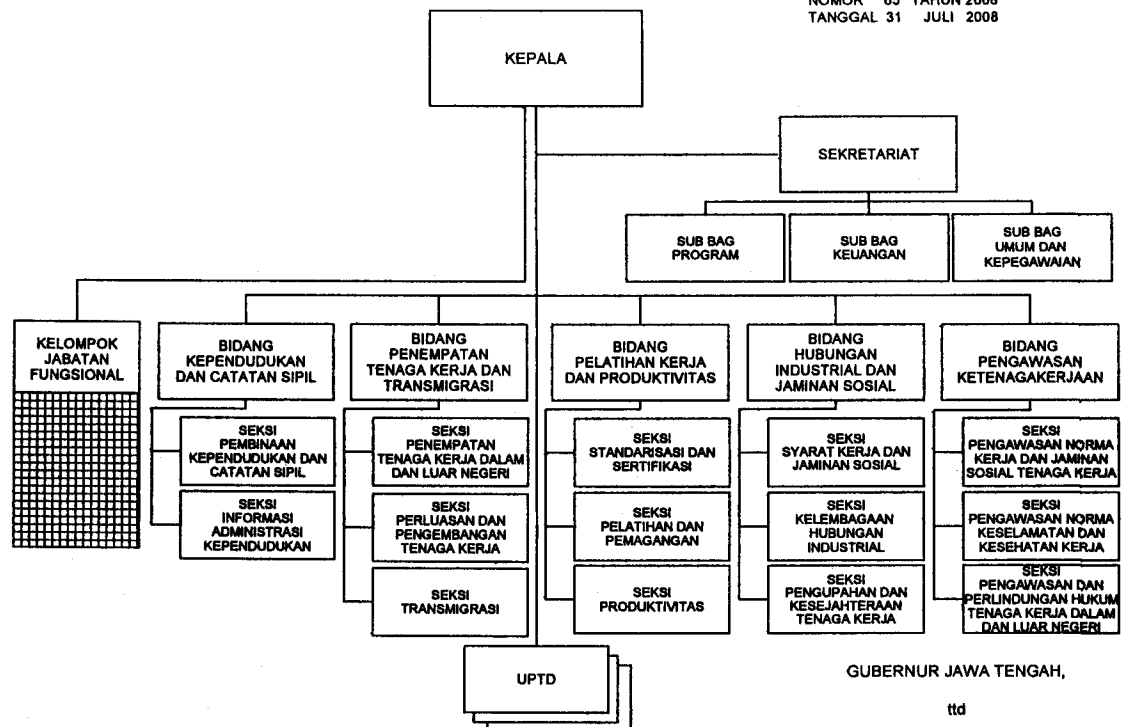 NOMOR 65 TAHUN 2008
TANGGAL 31 JULI 2008
KEPALA
SEKRETARIAT
SUB BAG
PROGRAM
SUB BAG
KEUANGAN
SUB BAG
UMUM DAN
KEPEGAWAIAN
KELOMPOK
JABATAN
FUNGSIONAL
BIDANG
KEPENDUDUKAN
DAN CATATAN SIPIL
BIDANG
PENEMPATAN
TENAGA KERJA DAN
TRANSMIGRASI
BIDANG
PELATIHAN KERJA
DAN PRODUKTIVITAS
BIDANG
HUBUNGAN
INDUSTRIAL DAN
JAMINAN SOSIAL
BIDANG
PENGAWASAN
KETENAGAKERJAAN
SEKSI
PEMBINAAN
KEPENDUDUKAN DAN
CATATAN SIPIL
SEKSI
PENEMPATAN
TENAGA KERJA DALAM
DAN LUAR NEGERI
SEKSI
STANDARISASI DAN
SERTIFIKASI
SEKSI
SYARAT KERJA DAN
JAMINAN SOSIAL
SEKSI
PENGAWASAN NORMA
KERJA DAN JAMINAN
SOSIAL TENAGA KERJA
SEKSI
INFORMASI
ADMINISTRASI
KEPENDUDUKAN
SEKSI
PERLUASAN DAN
PENGEMBANGAN
TENAGA KERJA
SEKSI
PELATIHAN DAN
PEMAGANGAN
SEKSI
KELEMBAGAAN
HUBUNGAN
INDUSTRIAL
SEKSI
PENGAWASAN NORMA
KESELAMATAN DAN
KESEHATAN KERJA
SEKSI
TRANSMIGRASI
SEKSI
PRODUKTIVITAS
SEKSI
PENGUPAHAN DAN
KESEJAHTERAAN
TENAGA KERJA
SEKSI
PENGAWASAN DAN
PERLINDUNGAN HUKUM
TENAGA KERJA DALAM
DAN LUAR NEGERI
UPTD
GUBERNUR JAWA TENGAH,
ttd